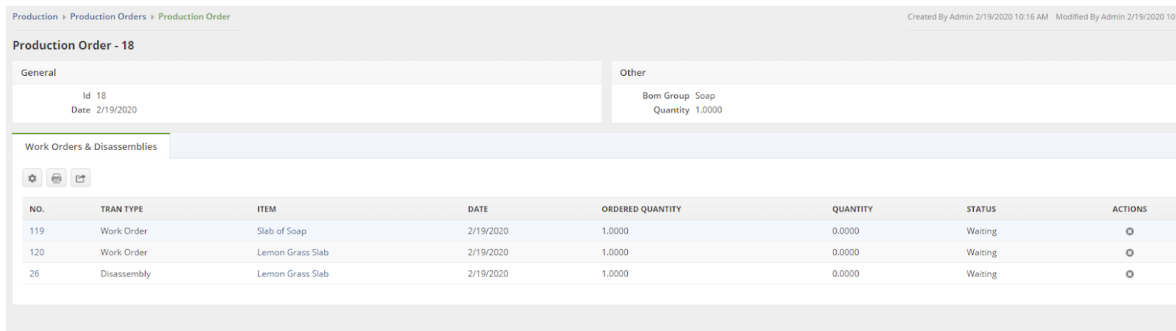 Production › Production Orders › Production Order
Created By Admin 2/19/2020 10:16 AM Modified By Admin 2/19/2020 10
Production Order - 18
General
Other
Id 18
Bom Group Soap
Date 2/19/2020
Quantity 1.0000
Work Orders & Disassemblies
NO. TRAN TYPE ITEM DATE ORDERED QUANTITY QUANTITY STATUS ACTIONS
119 Work Order Slab of Soap 2/19/2020 1.0000 0.0000 Waiting
120 Work Order Lemon Grass Slab 2/19/2020 1.0000 0.0000 Waiting
26 Disassembly Lemon Grass Slab 2/19/2020 1.0000 0.0000 Waiting